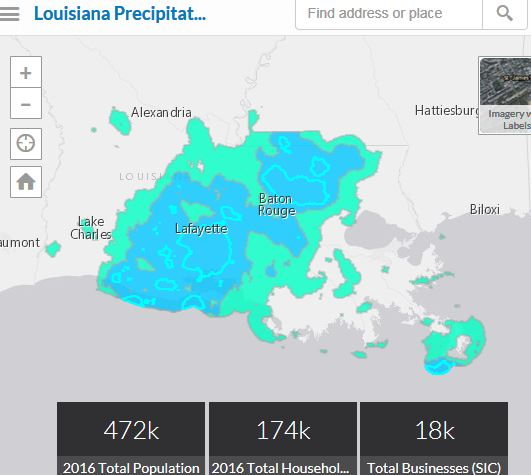 Louisiana Precipitat...
Find address or place
Alexandria
Hattiesburg
Imagery w
Labels
LOUISI
Baton
Rouge
Lafayette
Lake
Charles
aumont
Biloxi
472k
174k
18k
2016 Total Population
2016 Total Househol...
Total Businesses (SIC)